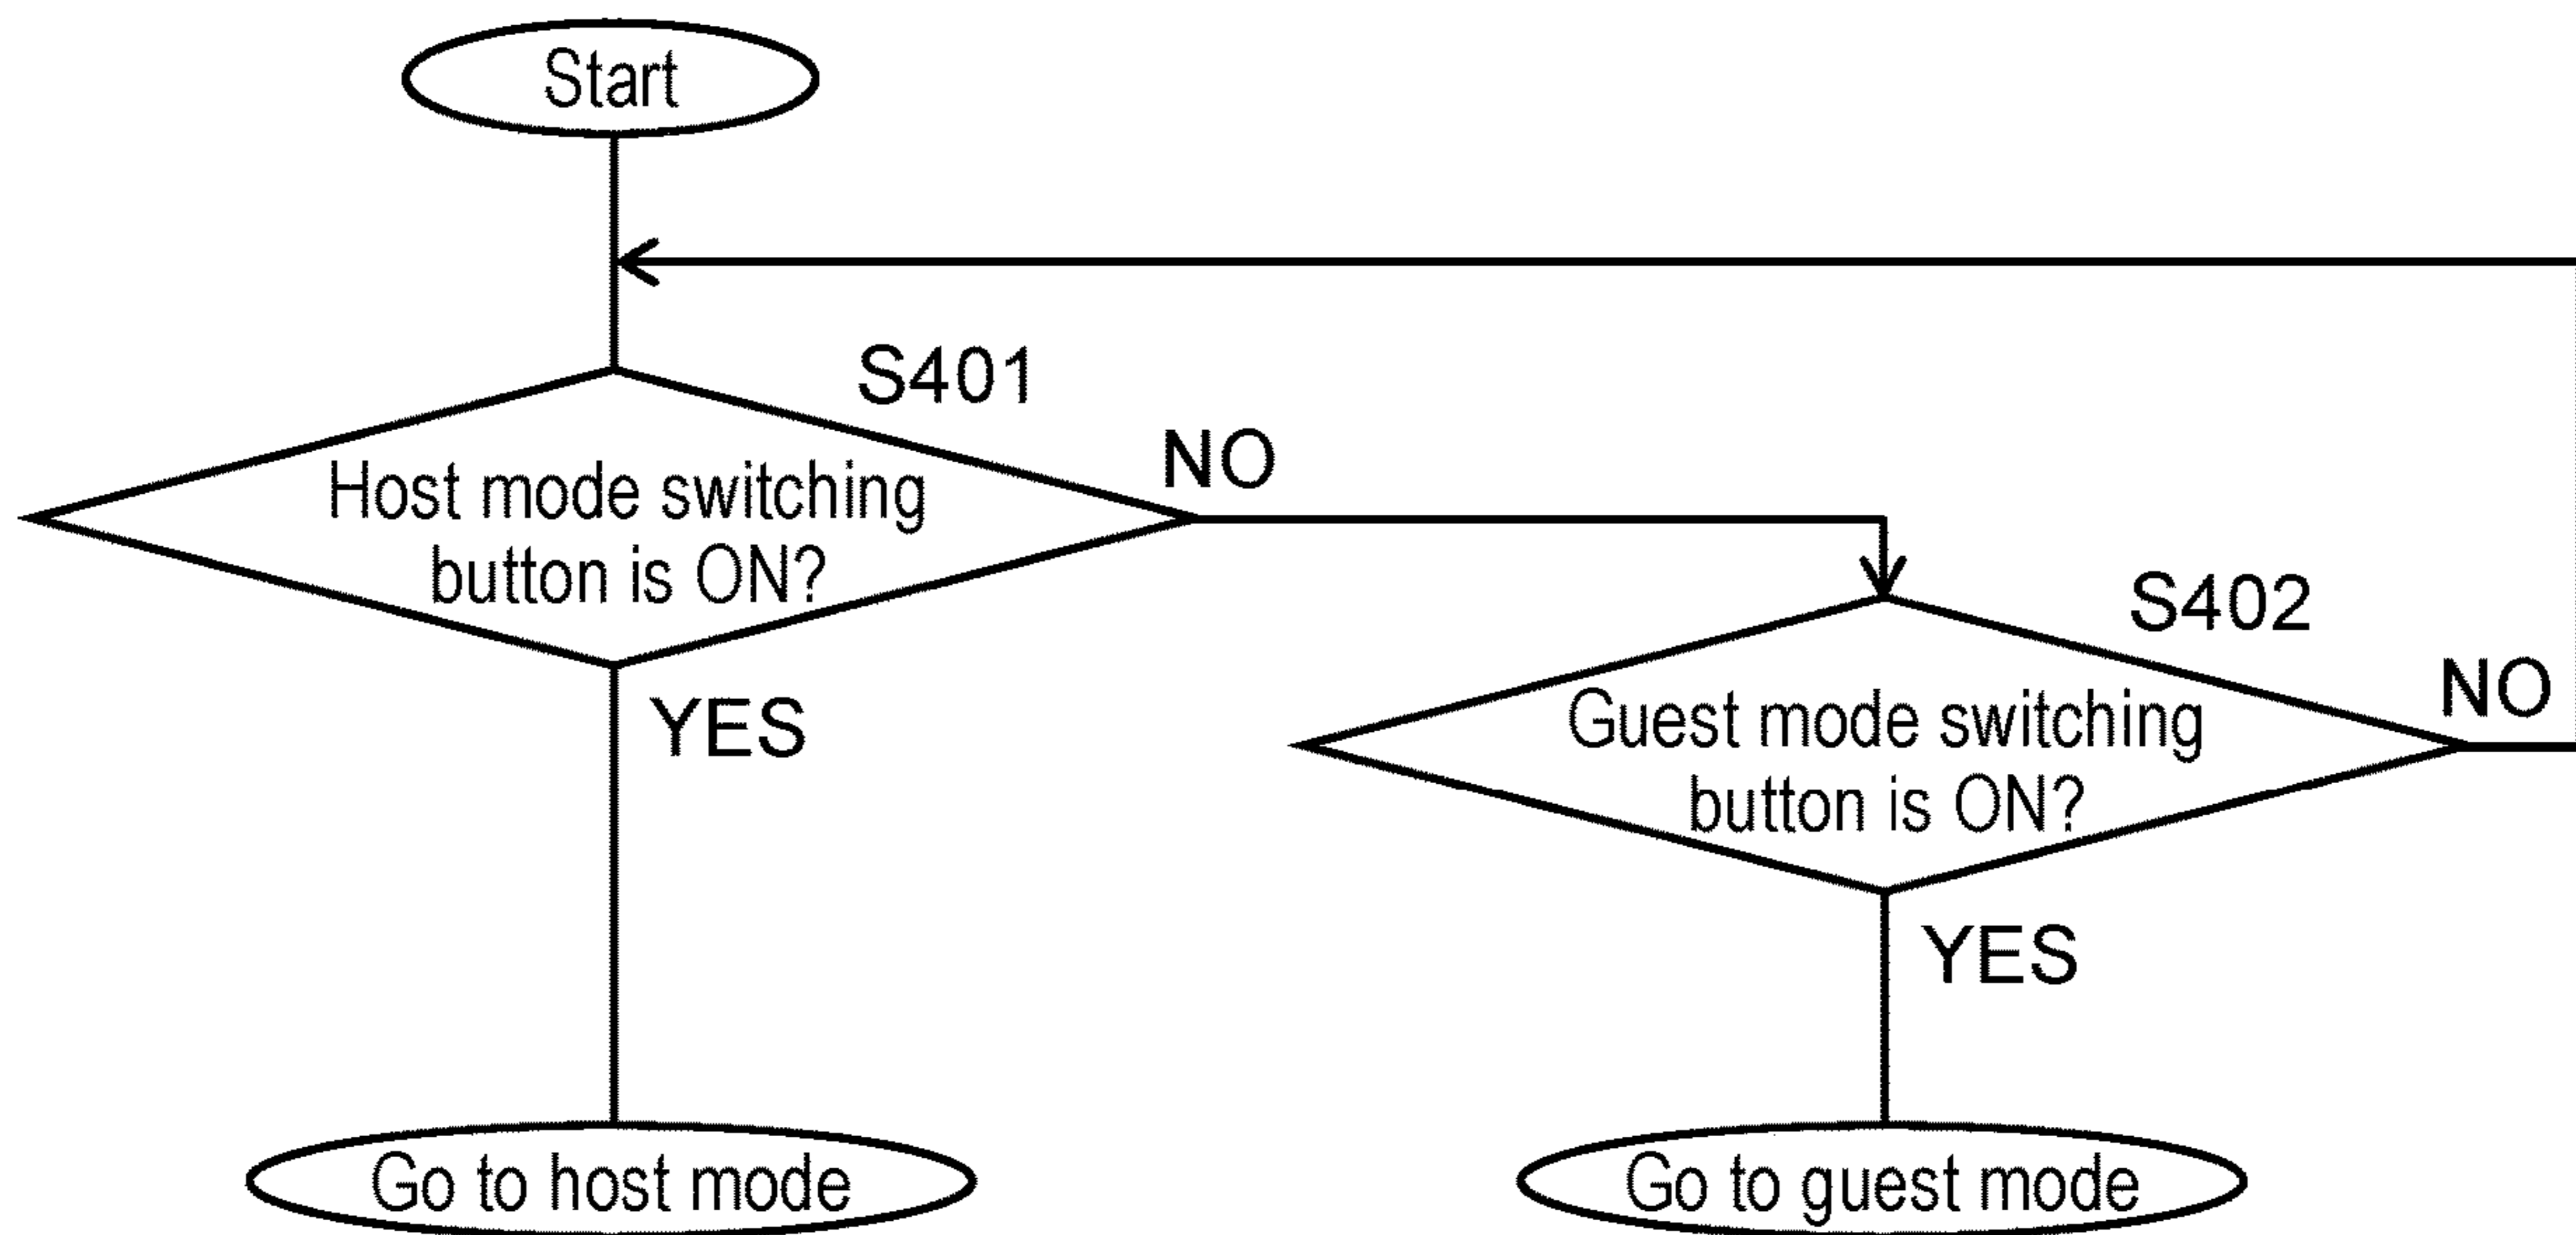 Start
S401
NO
Host mode switching
button is ON?
YES
S402
NO
Guest mode switching
button is ON?
YES
Go to host mode
Go to guest mode